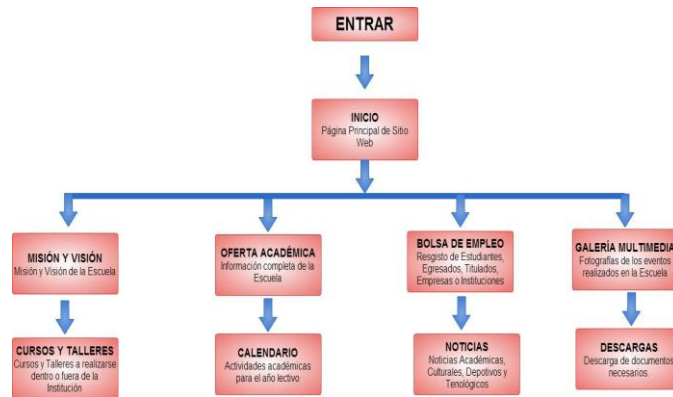 ENTRAR
INICIO
Página Principal de Sitio
Web
MISIÓN Y VISIÓN
Misión y Visión de la Escuela
OFERTA ACADÉMICA
Información completa de la
Escuela
BOLSA DE EMPLEO
Resgisto de Estudiantes,
Egresados, Titulados,
Empresas o Instituciones
GALERÍA MULTIMEDIA
Fotografías de los eventos
realizados en la Escuela
CURSOS Y TALLERES
Cursos y Talleres a realizarse
dentro o fuera de la
Institución
CALENDARIO
Actividades académicas
para el año lectivo
NOTICIAS
Noticias Académicas,
Culturales, Depotivos y
Tenológicos
DESCARGAS
Descarga de documentos
necesarios.